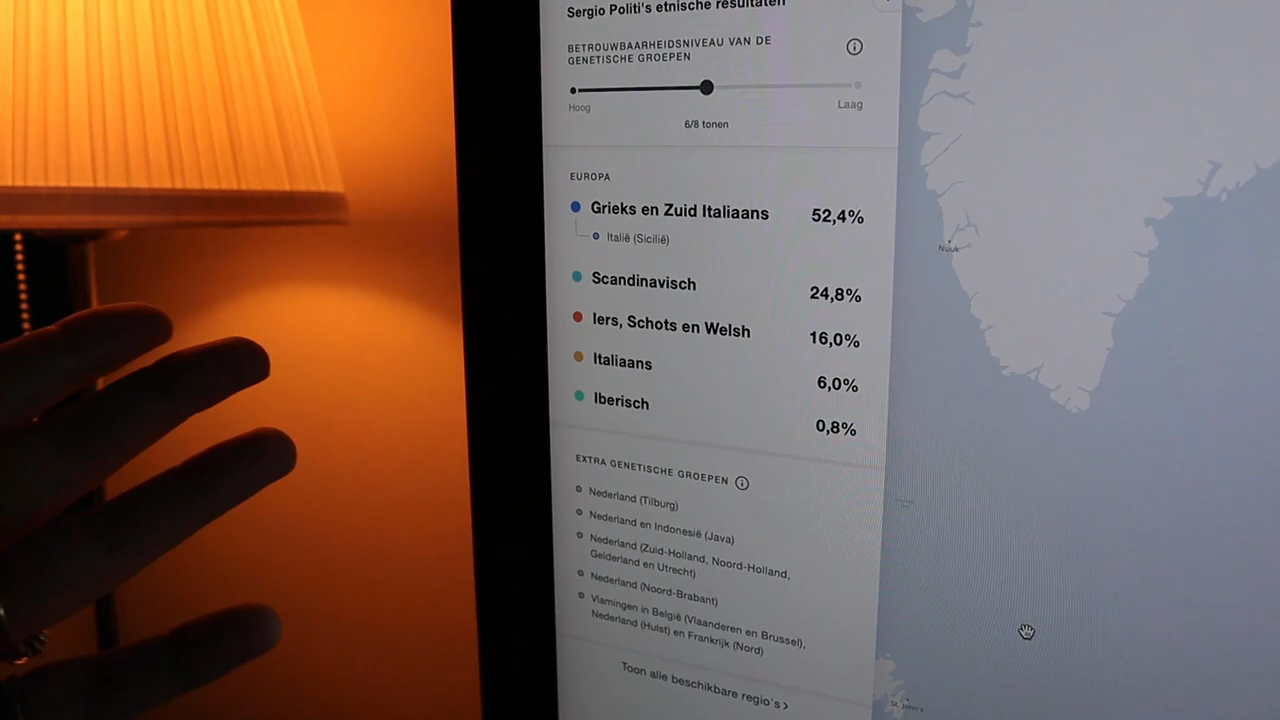 Sergio Politi's etnische resultaten
BETROUWBAARHEIDSNIVEAU VAN DE
GENETISCHE GROEPEN
Hoog
Laag
6/8 tonen
EUROPA
Grieks en Zuid Italiaans 52,4%
Italië (Sicilië)
Scandinavisch 24,8%
Iers, Schots en Welsh 16,0%
Italiaans 6,0%
Iberisch 0,8%
EXTRA GENETISCHE GROEPEN
Nederland (Tilburg)
Nederland en Indonesië (Java)
Nederland (Zuid-Holland, Noord-Holland,
Gelderland en Utrecht)
Nederland (Noord-Brabant)
Vlamingen in België (Vlaanderen en Brussel),
Nederland (Hulst) en Frankrijk (Nord)
Toon alle beschikbare regio's >
Nuuk
St. John's